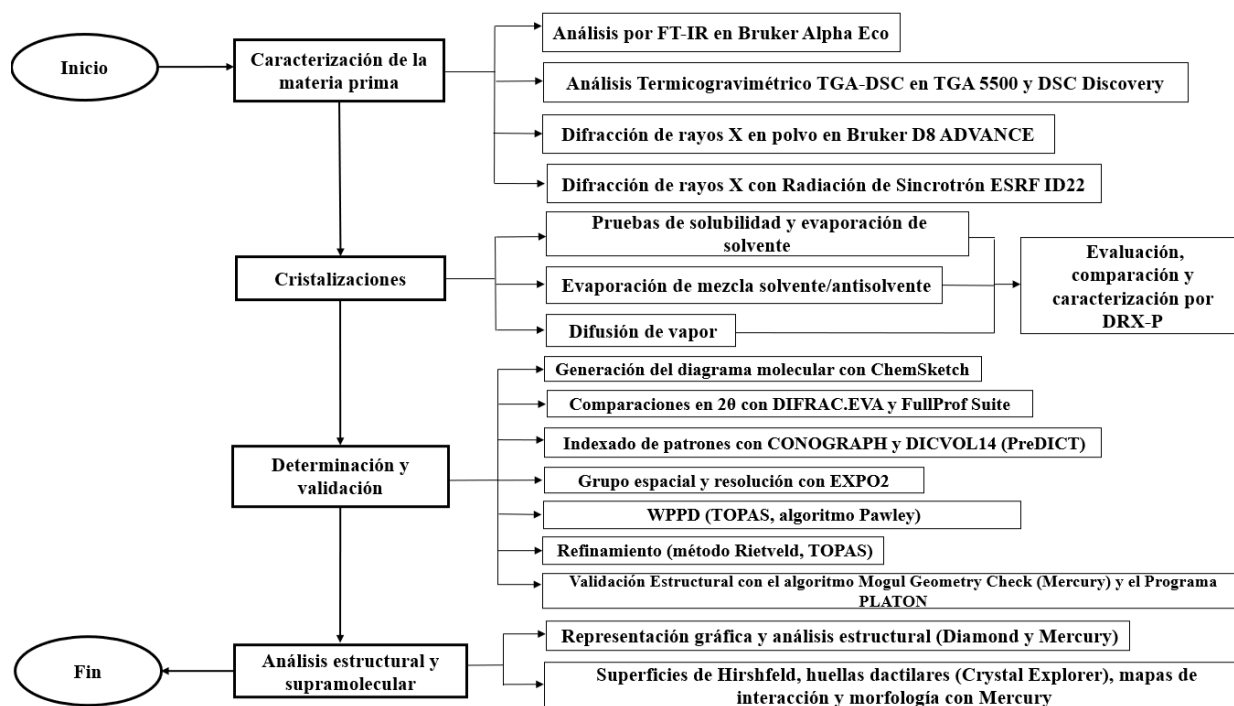 Inicio
Caracterización de la
materia prima
Análisis por FT-IR en Bruker Alpha Eco
Análisis Termicogravimétrico TGA-DSC en TGA 5500 y DSC Discovery
Difracción de rayos X en polvo en Bruker D8 ADVANCE
Difracción de rayos X con Radiación de Sincrotrón ESRF ID22
Cristalizaciones
Pruebas de solubilidad y evaporación de
solvente
Evaporación de mezcla solvente/antisolvente
Difusión de vapor
Evaluación,
comparación y
caracterización por
DRX-P
Determinación y
validación
Generación del diagrama molecular con ChemSketch
Comparaciones en 2θ con DIFRAC.EVA y FullProf Suite
Indexado de patrones con CONOGRAPH y DICVOL14 (PreDICT)
Grupo espacial y resolución con EXPO2
WPPD (TOPAS, algoritmo Pawley)
Refinamiento (método Rietveld, TOPAS)
Validación Estructural con el algoritmo Mogul Geometry Check (Mercury) y el Programa
PLATON
Análisis estructural y
supramolecular
Representación gráfica y análisis estructural (Diamond y Mercury)
Superficies de Hirshfeld, huellas dactilares (Crystal Explorer), mapas de
interacción y morfología con Mercury
Fin